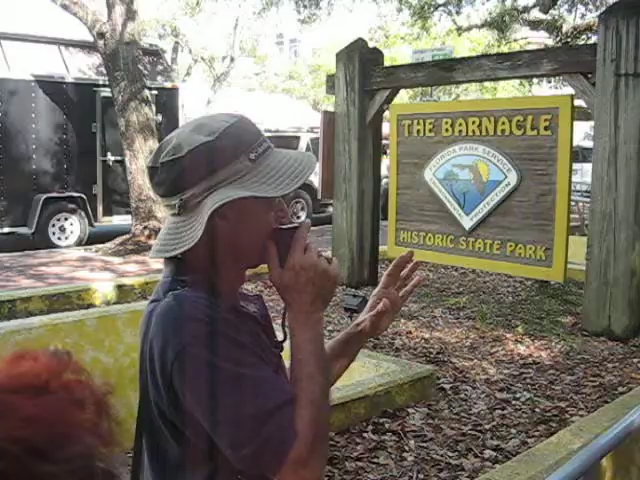 THE BARNACLE
FLORIDA PARK SERVICE
PROTECTION
HISTORIC STATE PARK